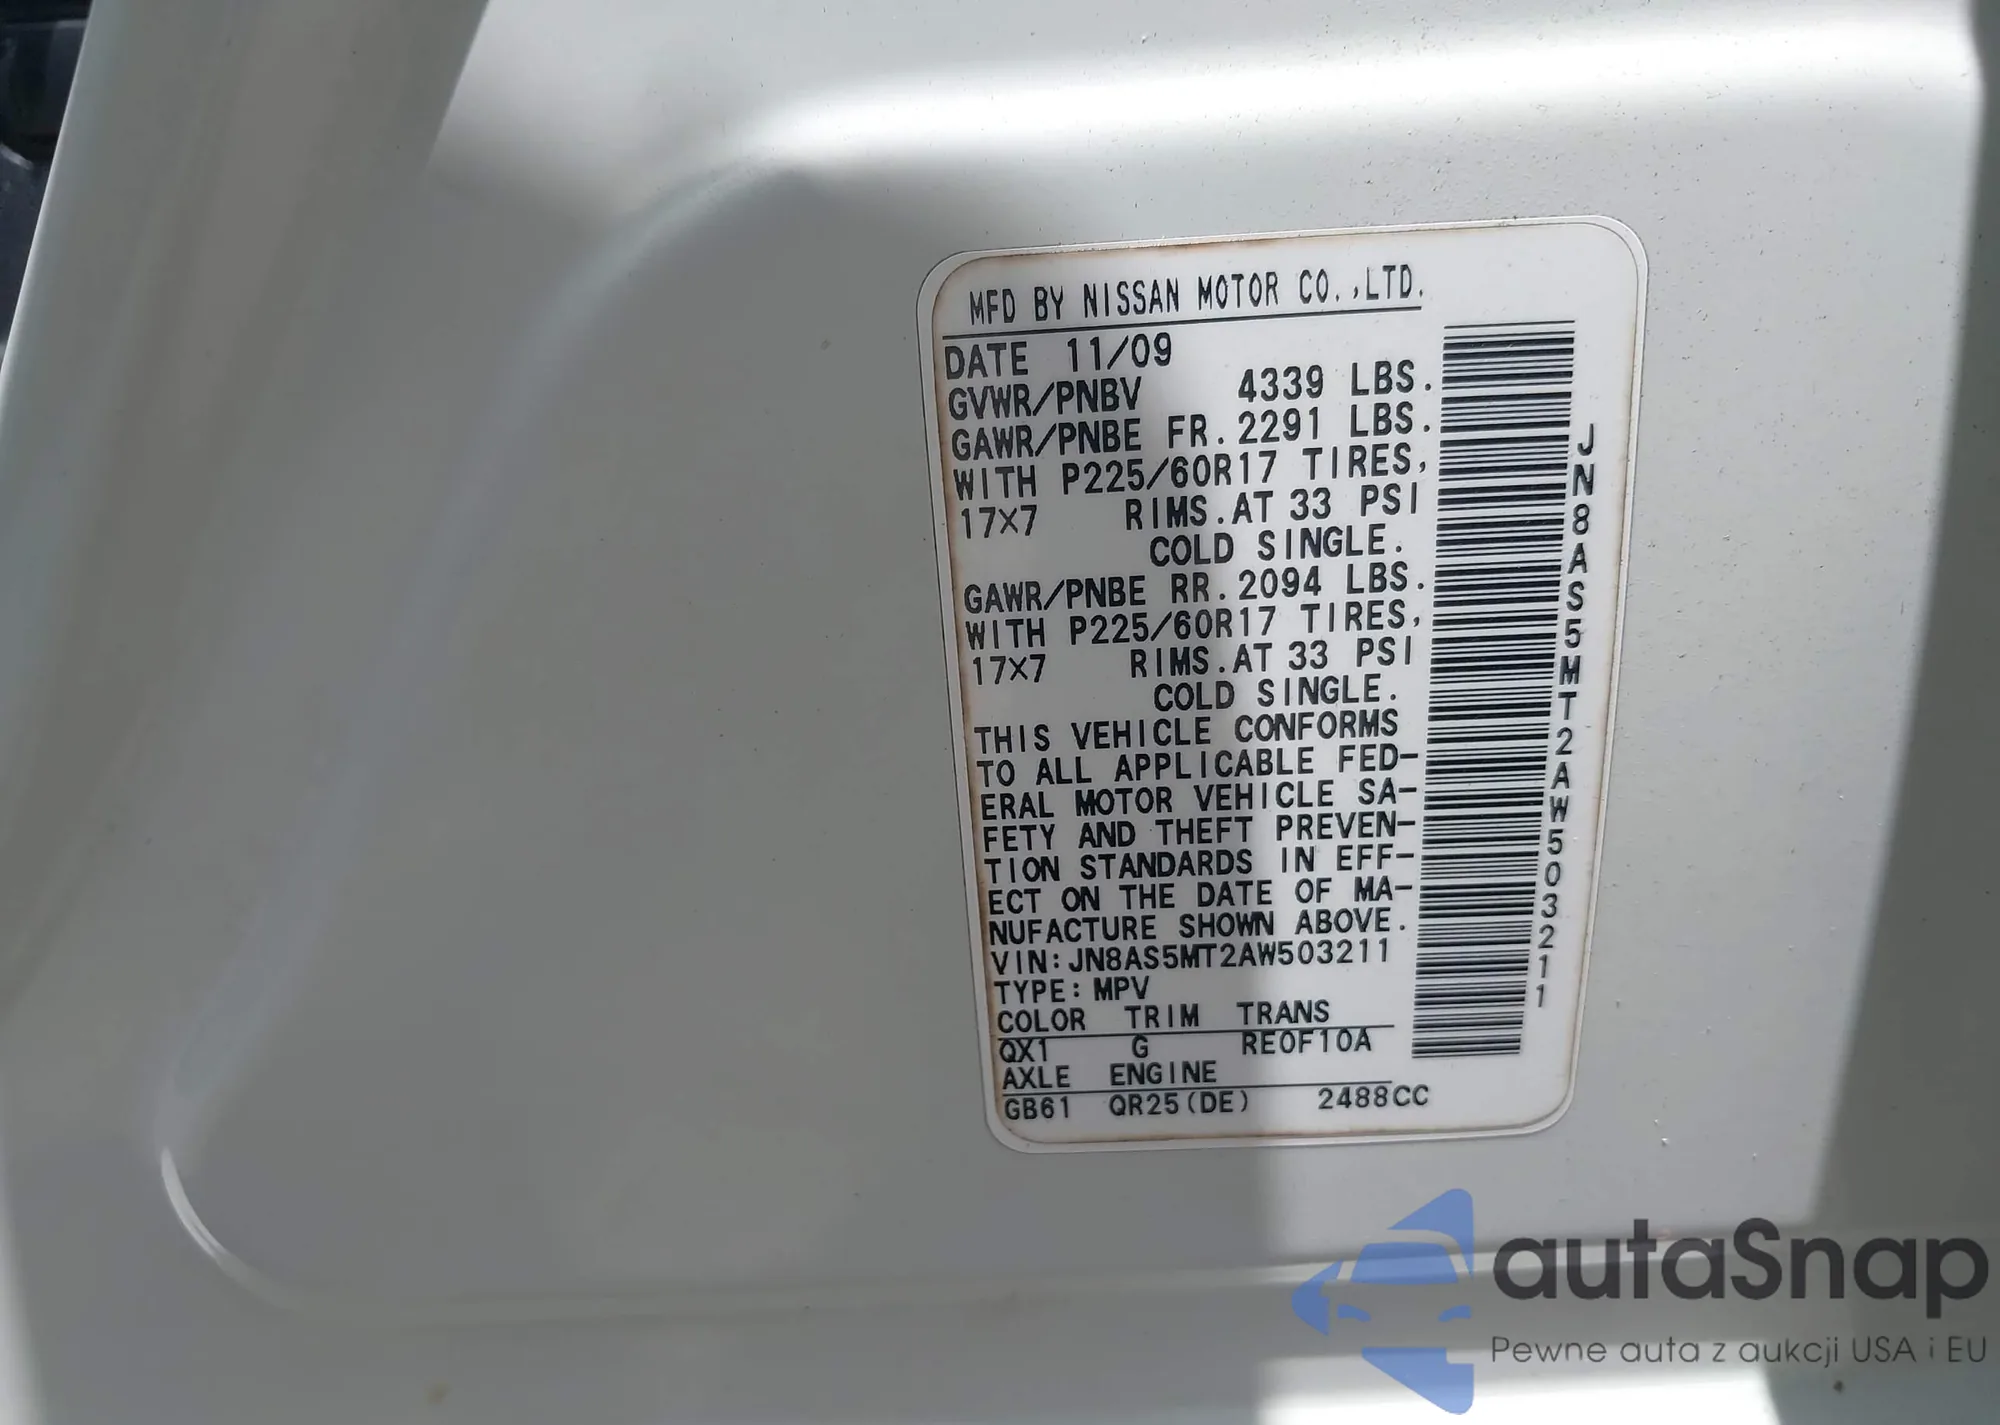 MFD BY NISSAN MOTOR CO.,LTD.
DATE 11/09
GVWR/PNBV 4339 LBS.
GAWR/PNBE FR.2291 LBS.
WITH P225/60R17 TIRES,
17X7 RIMS.AT 33 PSI
COLD SINGLE.
GAWR/PNBE RR.2094 LBS.
WITH P225/60R17 TIRES,
17X7 RIMS.AT 33 PSI
COLD SINGLE.
THIS VEHICLE CONFORMS
TO ALL APPLICABLE FED-
ERAL MOTOR VEHICLE SA-
FETY AND THEFT PREVEN-
TION STANDARDS IN EFF-
ECT ON THE DATE OF MA-
NUFACTURE SHOWN ABOVE.
VIN:JN8AS5MT2AW503211
TYPE:MPV
COLOR TRIM TRANS
QX1 G RE0F10A
AXLE ENGINE
GB61 QR25(DE) 2488CC
JN8AS5MT2AW503211
autaSnap
Pewne auta z aukcji USA i EU